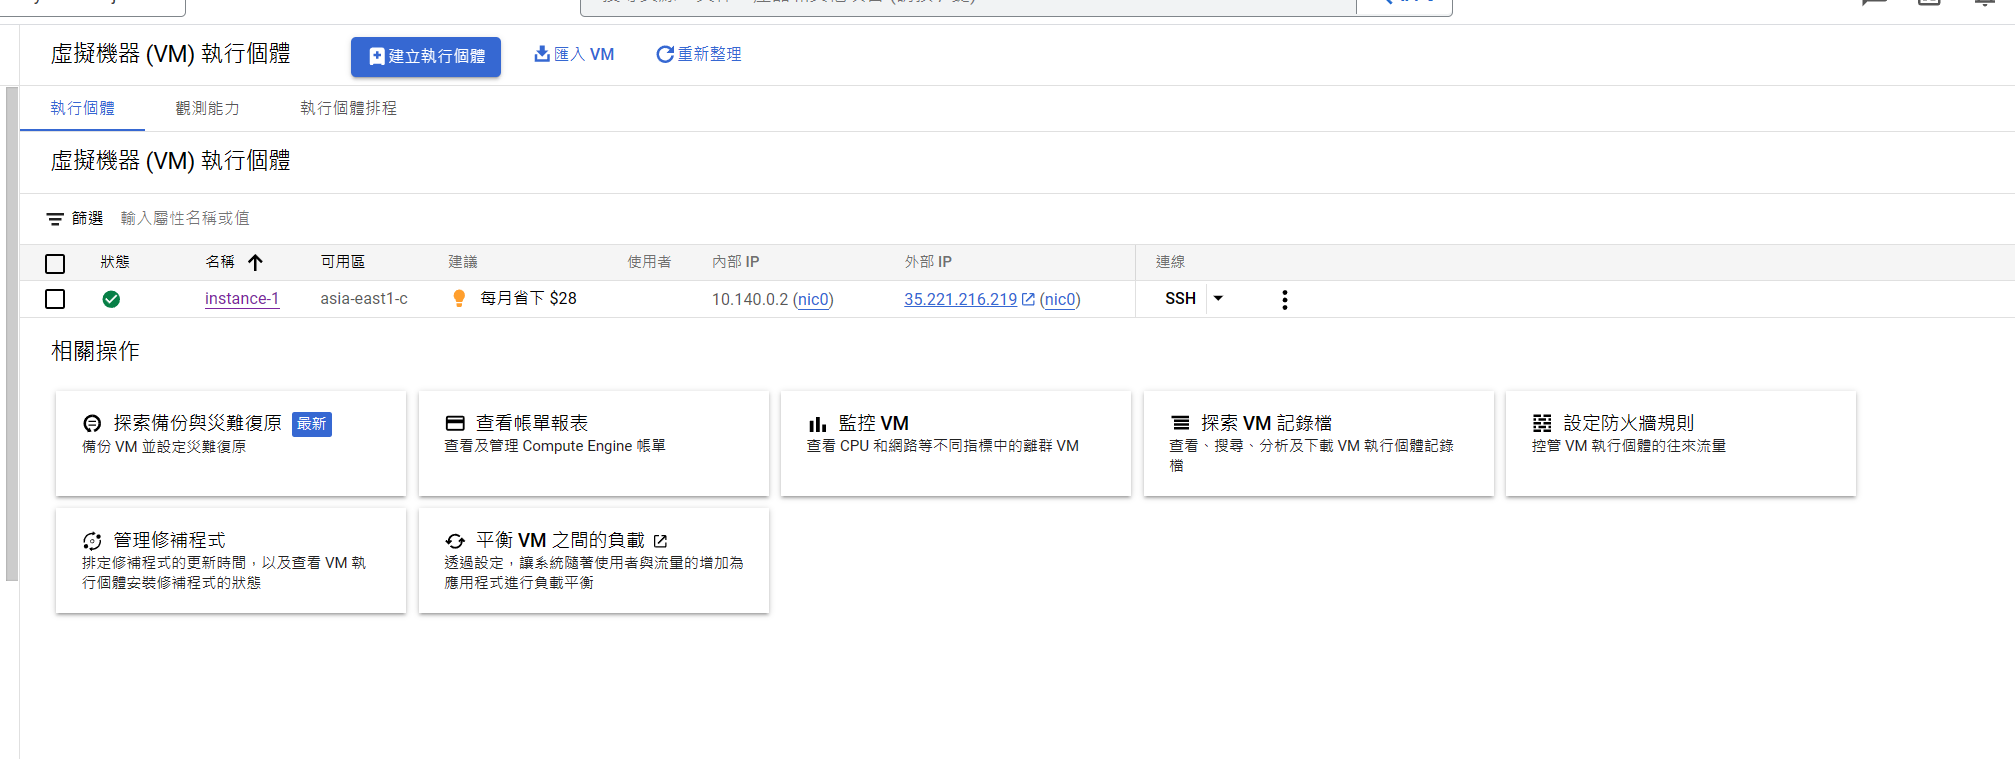 虛擬機器 (VM) 執行個體
建立執行個體
匯入 VM
重新整理
執行個體
觀測能力
執行個體排程
虛擬機器 (VM) 執行個體
篩選 輸入屬性名稱或值
狀態 名稱 可用區 建議 使用者 內部 IP 外部 IP 連線
instance-1 asia-east1-c 每月省下 $28 10.140.0.2 (nic0) 35.221.216.219 (nic0) SSH
相關操作
探索備份與災難復原 最新
備份 VM 並設定災難復原
查看帳單報表
查看及管理 Compute Engine 帳單
監控 VM
查看 CPU 和網路等不同指標中的離群 VM
探索 VM 記錄檔
查看、搜尋、分析及下載 VM 執行個體記錄
檔
設定防火牆規則
控管 VM 執行個體的往來流量
管理修補程式
排定修補程式的更新時間，以及查看 VM 執
行個體安裝修補程式的狀態
平衡 VM 之間的負載
透過設定，讓系統隨著使用者與流量的增加為
應用程式進行負載平衡